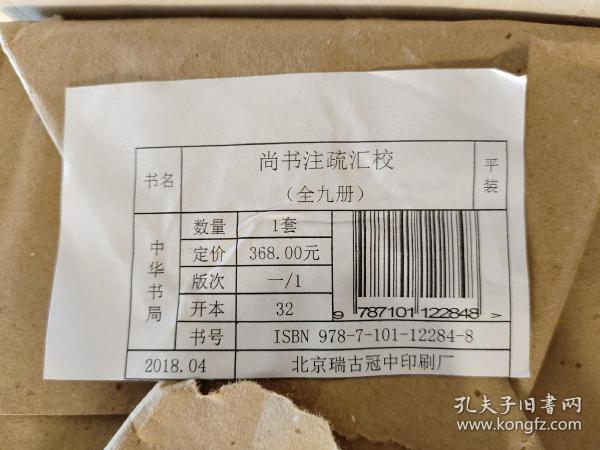 书名 尚书注疏汇校 平装
（全九册）
中华书局
数量 1套
定价 368.00元
版次 一/1
开本 32
9 787101 122848 >
书号 ISBN 978-7-101-12284-8
2018.04 北京瑞古冠中印刷厂
孔夫子旧书网
www.kongfz.com